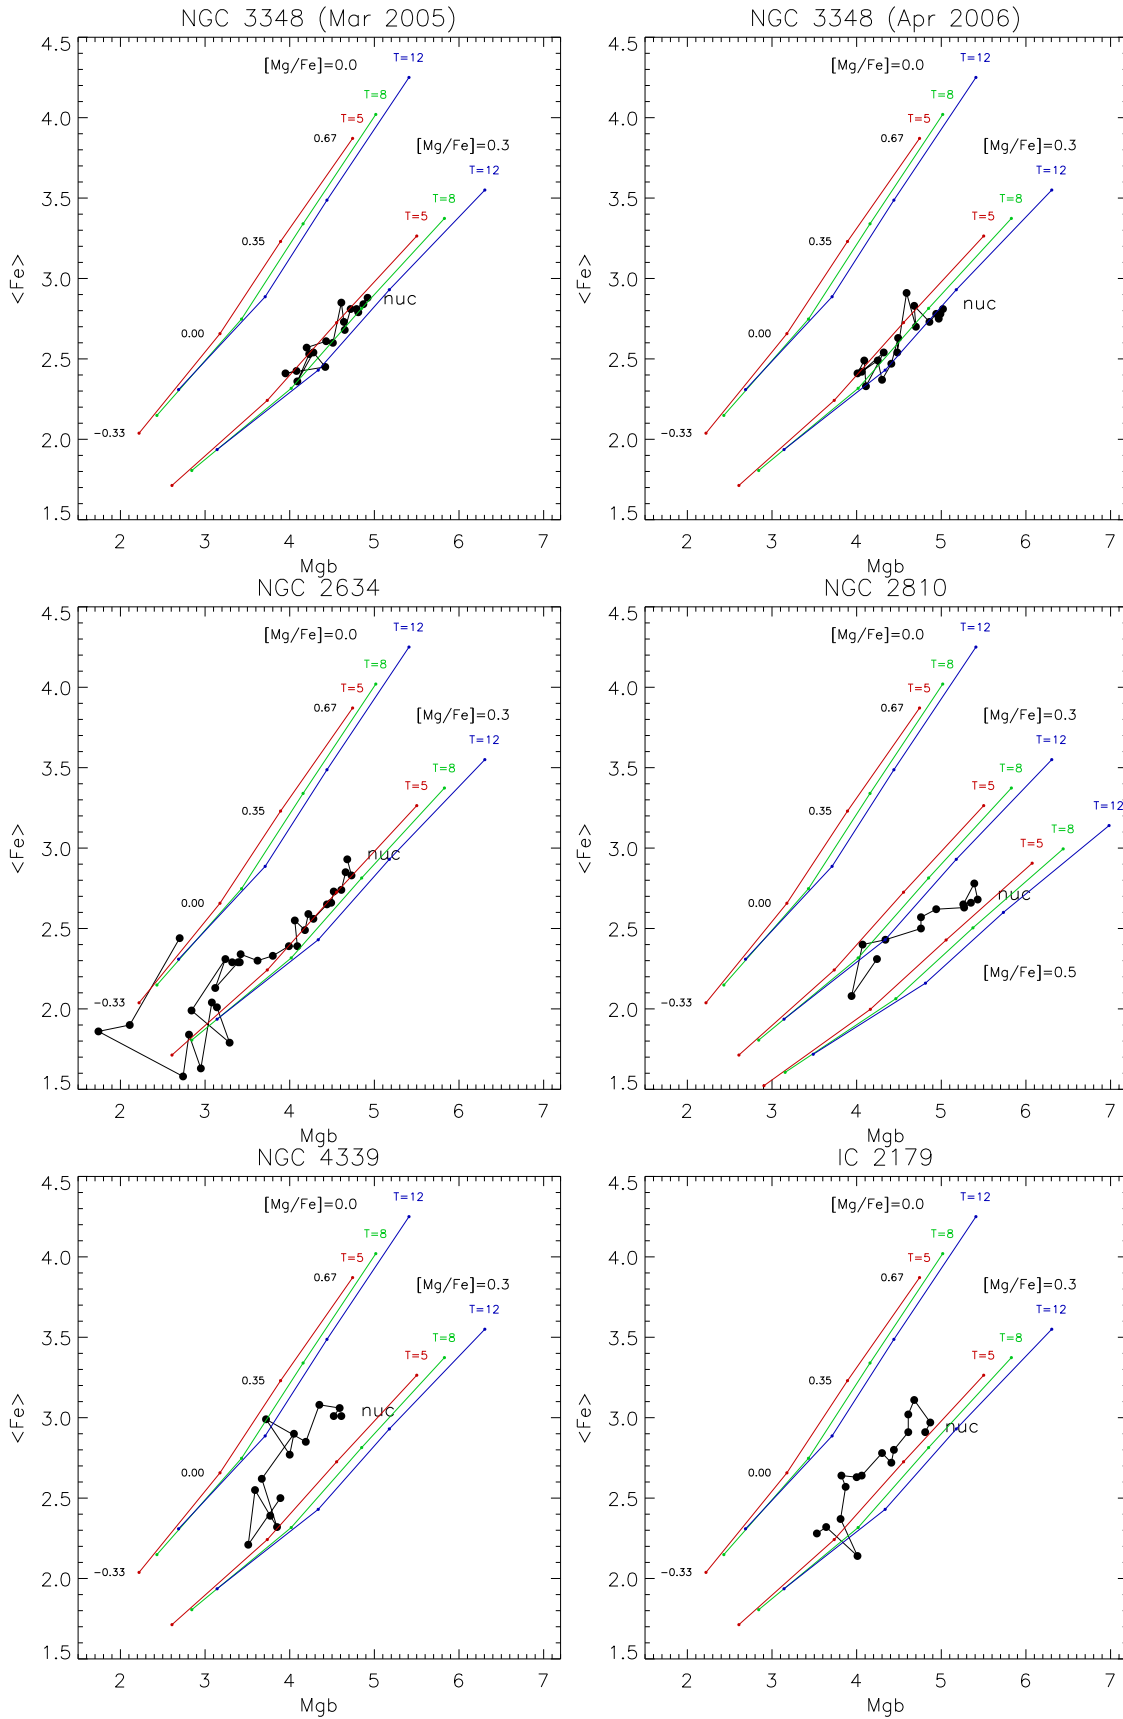 NGC 3348 (Mar 2005)
4.5
4.0
3.5
3.0
2.5
2.0
1.5
<Fe>
[Mg/Fe]=0.0
T=12
T=8
T=5
0.67
[Mg/Fe]=0.3
T=12
T=8
T=5
0.35
0.00
-0.33
nuc
2 3 4 5 6 7
Mgb
NGC 3348 (Apr 2006)
4.5
4.0
3.5
3.0
2.5
2.0
1.5
<Fe>
[Mg/Fe]=0.0
T=12
T=8
T=5
0.67
[Mg/Fe]=0.3
T=12
T=8
T=5
0.35
0.00
-0.33
nuc
2 3 4 5 6 7
Mgb
NGC 2634
4.5
4.0
3.5
3.0
2.5
2.0
1.5
<Fe>
[Mg/Fe]=0.0
T=12
T=8
T=5
0.67
[Mg/Fe]=0.3
T=12
T=8
T=5
0.35
0.00
-0.33
nuc
2 3 4 5 6 7
Mgb
NGC 2810
4.5
4.0
3.5
3.0
2.5
2.0
1.5
<Fe>
[Mg/Fe]=0.0
T=12
T=8
T=5
0.67
[Mg/Fe]=0.3
T=12
T=8
T=5
0.35
T=12
T=8
T=5
0.00
nuc
[Mg/Fe]=0.5
-0.33
2 3 4 5 6 7
Mgb
NGC 4339
4.5
4.0
3.5
3.0
2.5
2.0
1.5
<Fe>
[Mg/Fe]=0.0
T=12
T=8
T=5
0.67
[Mg/Fe]=0.3
T=12
T=8
T=5
0.35
nuc
0.00
-0.33
2 3 4 5 6 7
Mgb
IC 2179
4.5
4.0
3.5
3.0
2.5
2.0
1.5
<Fe>
[Mg/Fe]=0.0
T=12
T=8
T=5
0.67
[Mg/Fe]=0.3
T=12
T=8
T=5
0.35
nuc
0.00
-0.33
2 3 4 5 6 7
Mgb